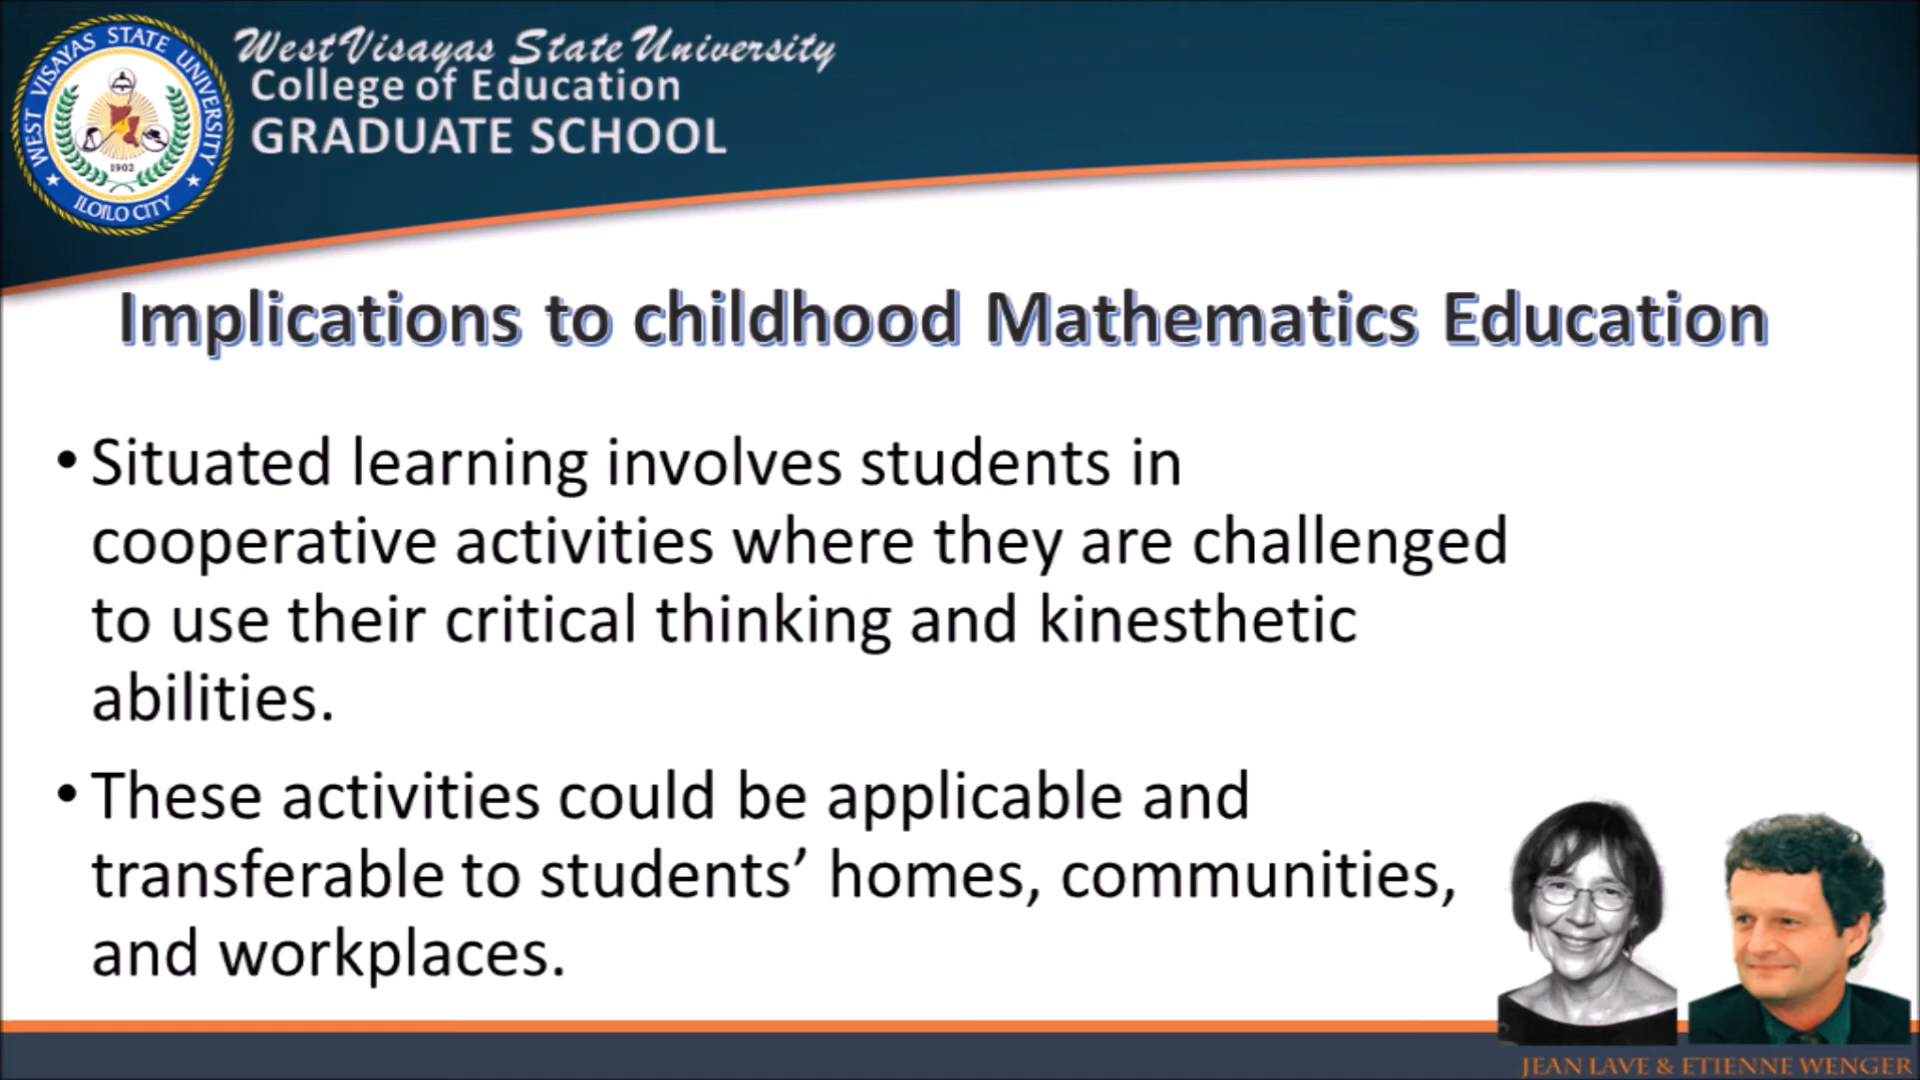 WEST VISAYAS STATE UNIVERSITY
1902
ILOILO CITY
West Visayas State University
College of Education
GRADUATE SCHOOL
Implications to childhood Mathematics Education
• Situated learning involves students in
cooperative activities where they are challenged
to use their critical thinking and kinesthetic
abilities.
• These activities could be applicable and
transferable to students’ homes, communities,
and workplaces.
JEAN LAVE & ETIENNE WENGER